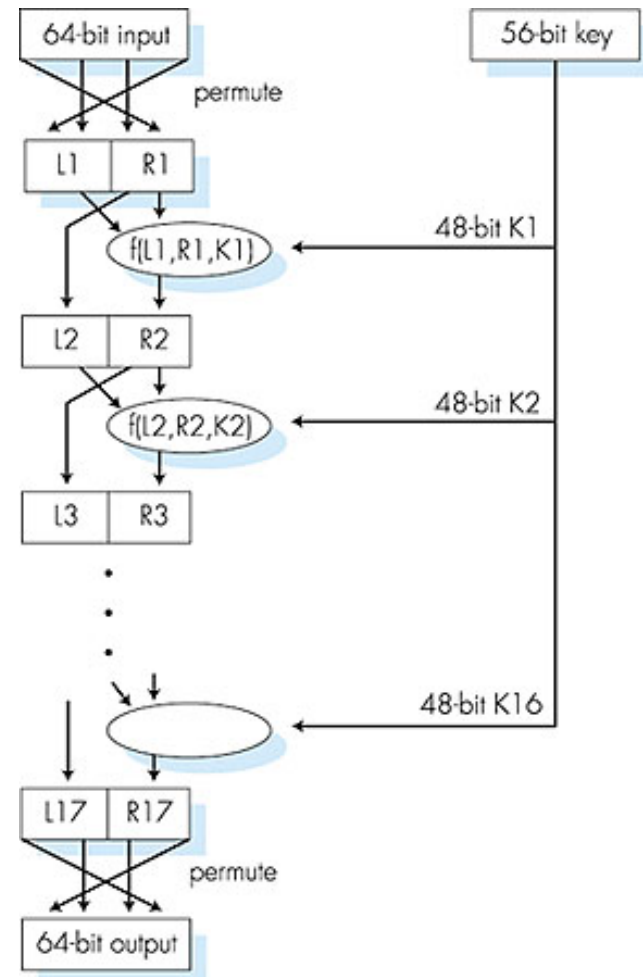 64-bit input
56-bit key
permute
L1 R1
48-bit K1
f(L1,R1,K1)
L2 R2
48-bit K2
f(L2,R2,K2)
L3 R3
48-bit K16
L17 R17
permute
64-bit output